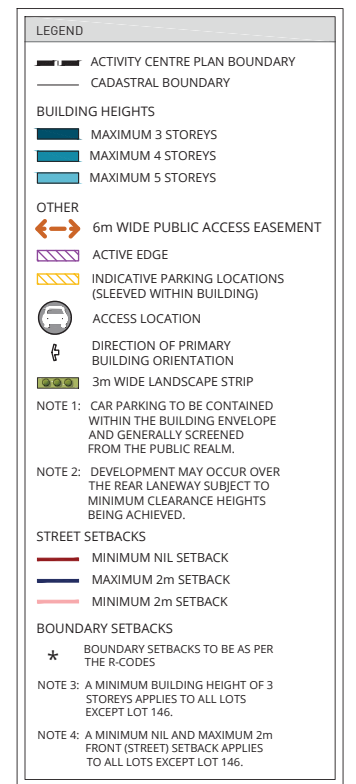 LEGEND
ACTIVITY CENTRE PLAN BOUNDARY
CADASTRAL BOUNDARY
BUILDING HEIGHTS
MAXIMUM 3 STOREYS
MAXIMUM 4 STOREYS
MAXIMUM 5 STOREYS
OTHER
6m WIDE PUBLIC ACCESS EASEMENT
ACTIVE EDGE
INDICATIVE PARKING LOCATIONS
(SLEEVED WITHIN BUILDING)
ACCESS LOCATION
DIRECTION OF PRIMARY
BUILDING ORIENTATION
3m WIDE LANDSCAPE STRIP
NOTE 1: CAR PARKING TO BE CONTAINED
WITHIN THE BUILDING ENVELOPE
AND GENERALLY SCREENED
FROM THE PUBLIC REALM.
NOTE 2: DEVELOPMENT MAY OCCUR OVER
THE REAR LANEWAY SUBJECT TO
MINIMUM CLEARANCE HEIGHTS
BEING ACHIEVED.
STREET SETBACKS
MINIMUM NIL SETBACK
MAXIMUM 2m SETBACK
MINIMUM 2m SETBACK
BOUNDARY SETBACKS
* BOUNDARY SETBACKS TO BE AS PER
THE R-CODES
NOTE 3: A MINIMUM BUILDING HEIGHT OF 3
STOREYS APPLIES TO ALL LOTS
EXCEPT LOT 146.
NOTE 4: A MINIMUM NIL AND MAXIMUM 2m
FRONT (STREET) SETBACK APPLIES
TO ALL LOTS EXCEPT LOT 146.